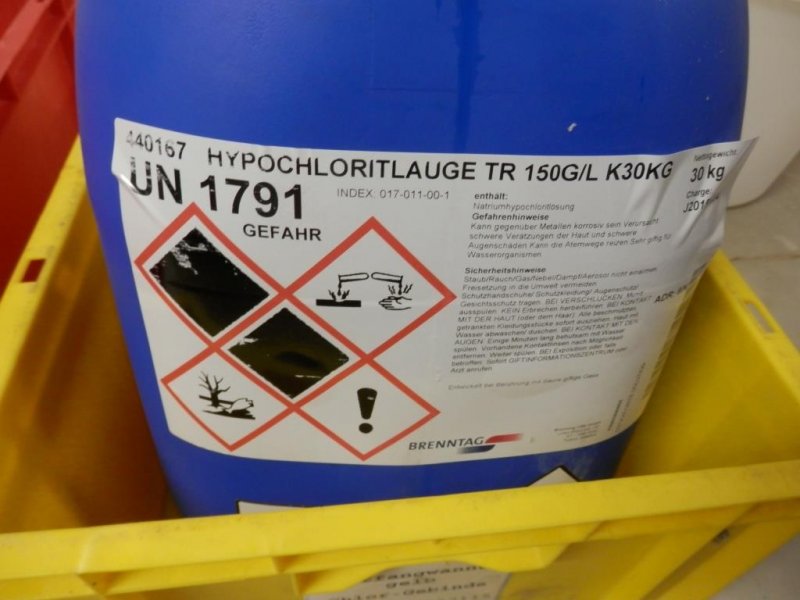 440167 HYPOCHLORITLAUGE TR 150G/L K30KG
UN 1791
INDEX: 017-011-00-1
GEFAHR
Nettogewicht:
30 kg
Charge:
enthält:
Natriumhypochloritlösung
Gefahrenhinweise
Kann gegenüber Metallen korrosiv sein Verursacht
schwere Verätzungen der Haut und schwere
Augenschäden Kann die Atemwege reizen Sehr giftig für
Wasserorganismen
Sicherheitshinweise
Staub/Rauch/Gas/Nebel/Dampf/Aerosol nicht einatmen
Freisetzung in die Umwelt vermeiden
Schutzhandschuhe/ Schutzkleidung/ Augenschutz/
Gesichtsschutz tragen. BEI VERSCHLUCKEN: Mund
ausspülen. KEIN Erbrechen herbeiführen. BEI KONTAKT
MIT DER HAUT (oder dem Haar): Alle beschmutzten,
getränkten Kleidungsstücke sofort ausziehen. Haut mit
Wasser abwaschen/ duschen. BEI KONTAKT MIT DEN
AUGEN: Einige Minuten lang behutsam mit Wasser
spülen. Vorhandene Kontaktlinsen nach Möglichkeit
entfernen. Weiter spülen. BEI Exposition oder falls
betroffen: Sofort GIFTINFORMATIONSZENTRUM oder
Arzt anrufen
Entwickelt bei Berührung mit Säure giftige Gase
BRENNTAG
gelb
Chlor-Gebinde